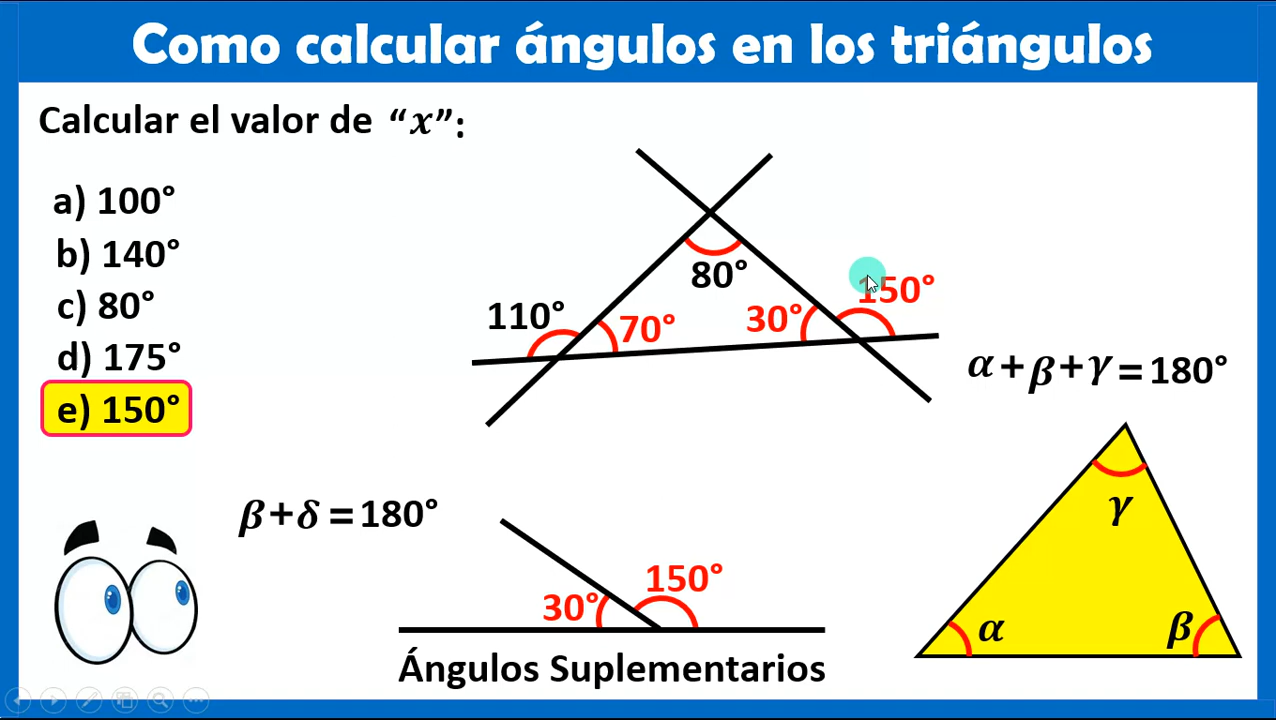 Como calcular ángulos en los triángulos
Calcular el valor de “x”:
a) 100°
b) 140°
c) 80°
d) 175°
e) 150°
80°
110°
70°
30°
150°
α+β+γ=180°
β+δ=180°
30°
150°
Ángulos Suplementarios
γ
α
β